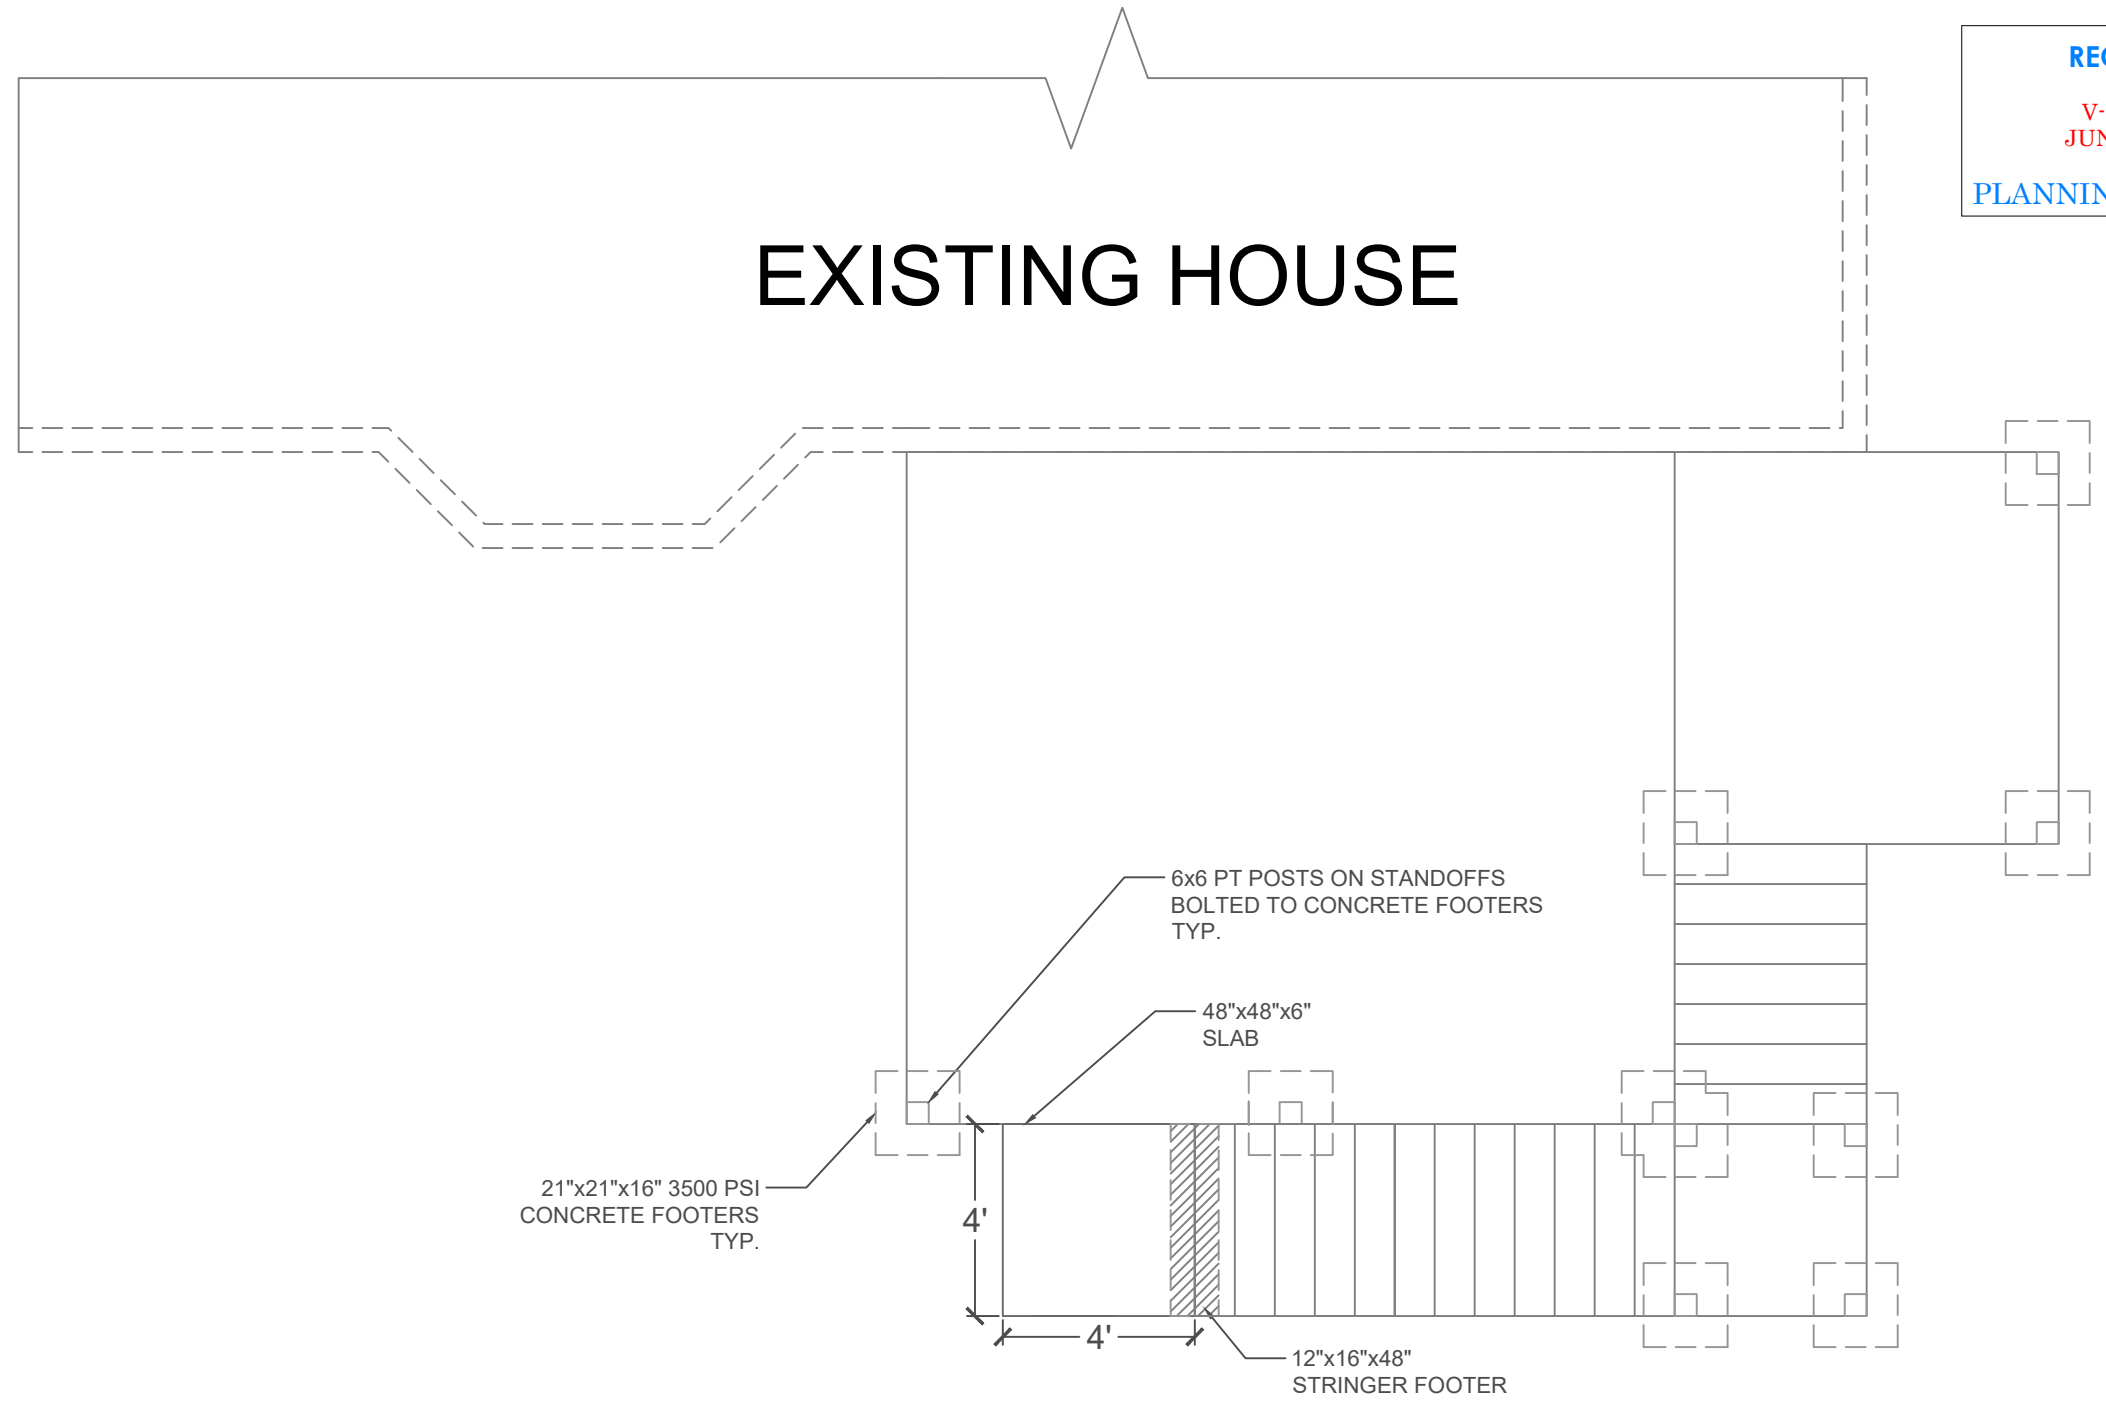 EXISTING HOUSE
6x6 PT POSTS ON STANDOFFS
BOLTED TO CONCRETE FOOTERS
TYP.
48"x48"x6"
SLAB
21"x21"x16" 3500 PSI
CONCRETE FOOTERS
TYP.
4'
4'
12"x16"x48"
STRINGER FOOTER